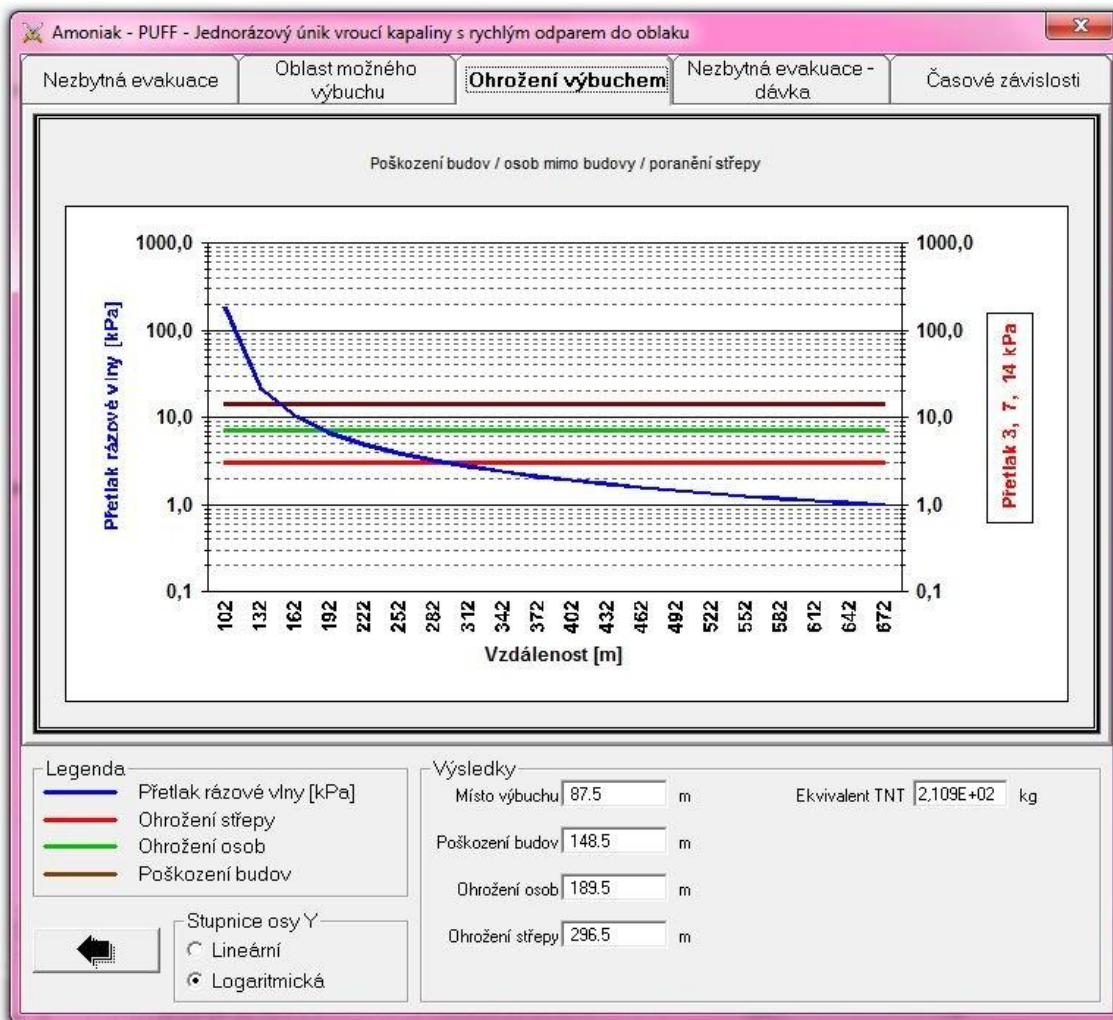 Amoniak - PUFF - Jednorázový únik vroucí kapaliny s rychlým odparem do oblaku
Nezbytná evakuace
Oblast možného
výbuchu
Ohrožení výbuchem
Nezbytná evakuace -
dávka
Časové závislosti
Poškození budov / osob mimo budovy / poranění střepy
Přetlak rázové vlny [kPa]
1000,0
100,0
10,0
1,0
0,1
1000,0
100,0
10,0
1,0
0,1
Přetlak 3, 7, 14 kPa
102 132 162 192 222 252 282 312 342 372 402 432 462 492 522 552 582 612 642 672
Vzdálenost [m]
Legenda
Přetlak rázové vlny [kPa]
Ohrožení střepy
Ohrožení osob
Poškození budov
Stupnice osy Y
Lineární
Logaritmická
Výsledky
Místo výbuchu 87.5 m
Ekvivalent TNT 2,109E+02 kg
Poškození budov 148.5 m
Ohrožení osob 189.5 m
Ohrožení střepy 296.5 m